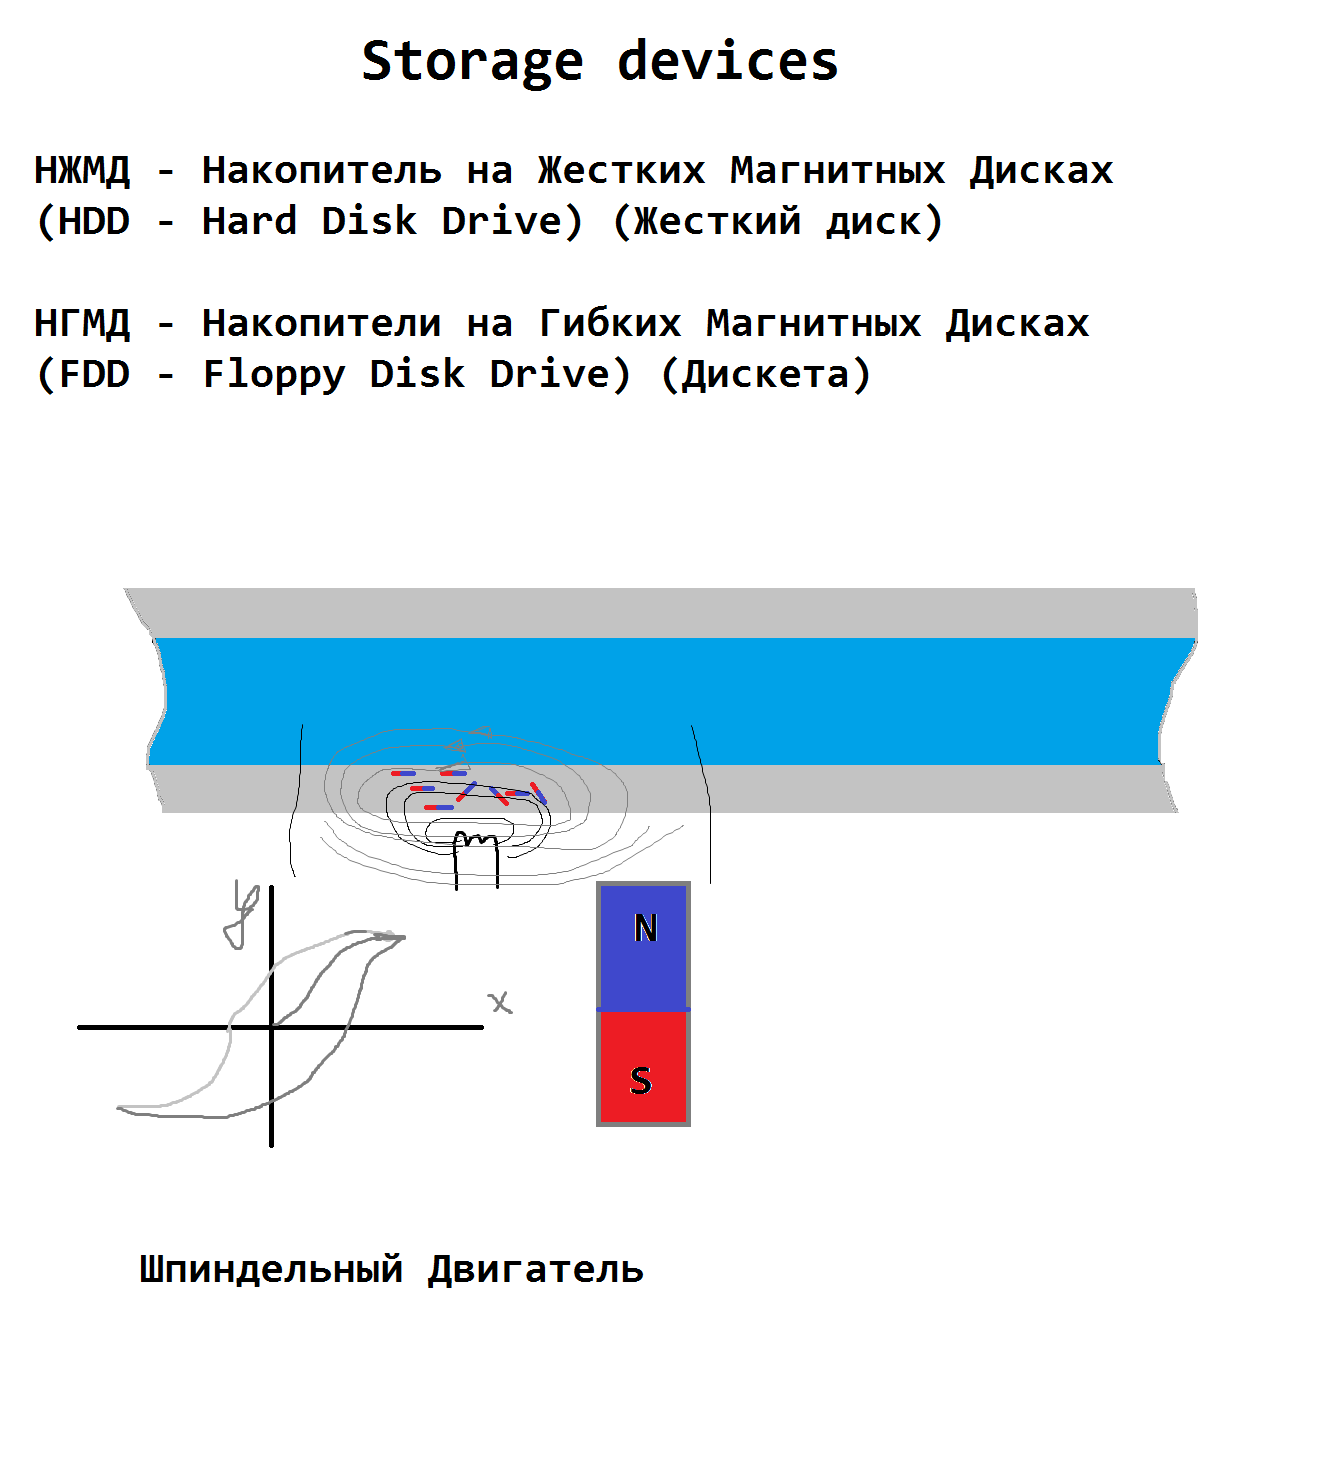 Storage devices
НЖМД - Накопитель на Жестких Магнитных Дисках
(HDD - Hard Disk Drive) (Жесткий диск)
НГМД - Накопители на Гибких Магнитных Дисках
(FDD - Floppy Disk Drive) (Дискета)
N
x
S
Шпиндельный Двигатель